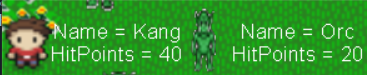 Name = Kang
HitPoints = 40
Name = Orc
HitPoints = 20